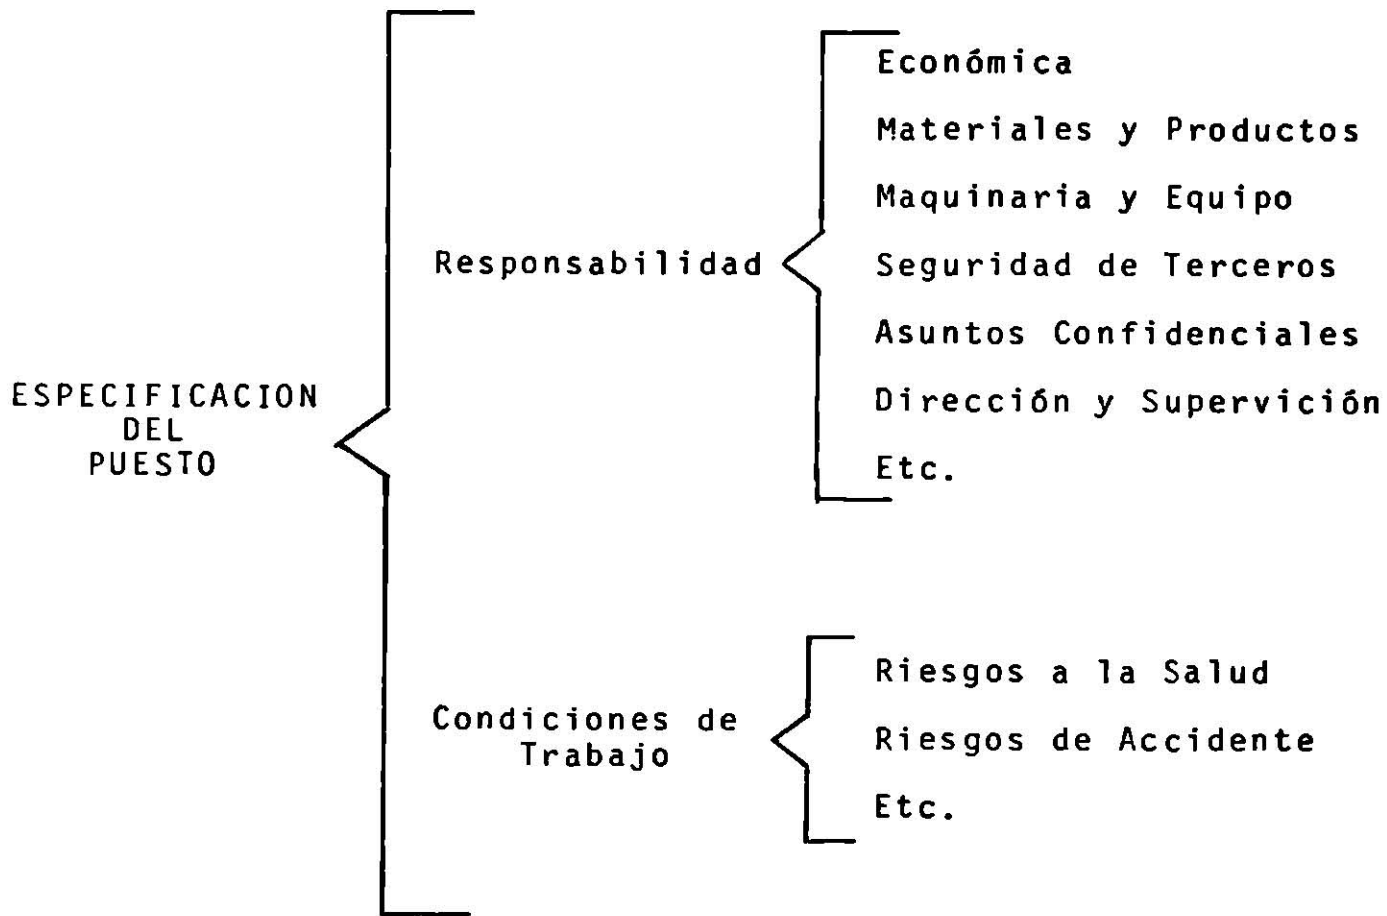 ESPECIFICACION
DEL
PUESTO
Responsabilidad
Económica
Materiales y Productos
Maquinaria y Equipo
Seguridad de Terceros
Asuntos Confidenciales
Dirección y Supervición
Etc.
Condiciones de
Trabajo
Riesgos a la Salud
Riesgos de Accidente
Etc.